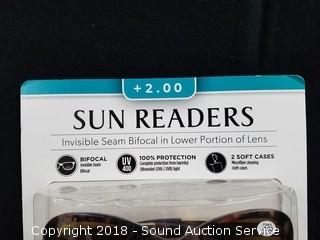 +2.00
SUN READERS
Invisible Seam Bifocal in Lower Portion of Lens
BIFOCAL
Invisible Seam
Bifocal
UV
400
100% PROTECTION
Complete protection from harmful
Ultraviolet (UVA / UVB) light
2 SOFT CASES
Microfiber cleaning
cloth cases
Copyright 2018 - Sound Auction Service